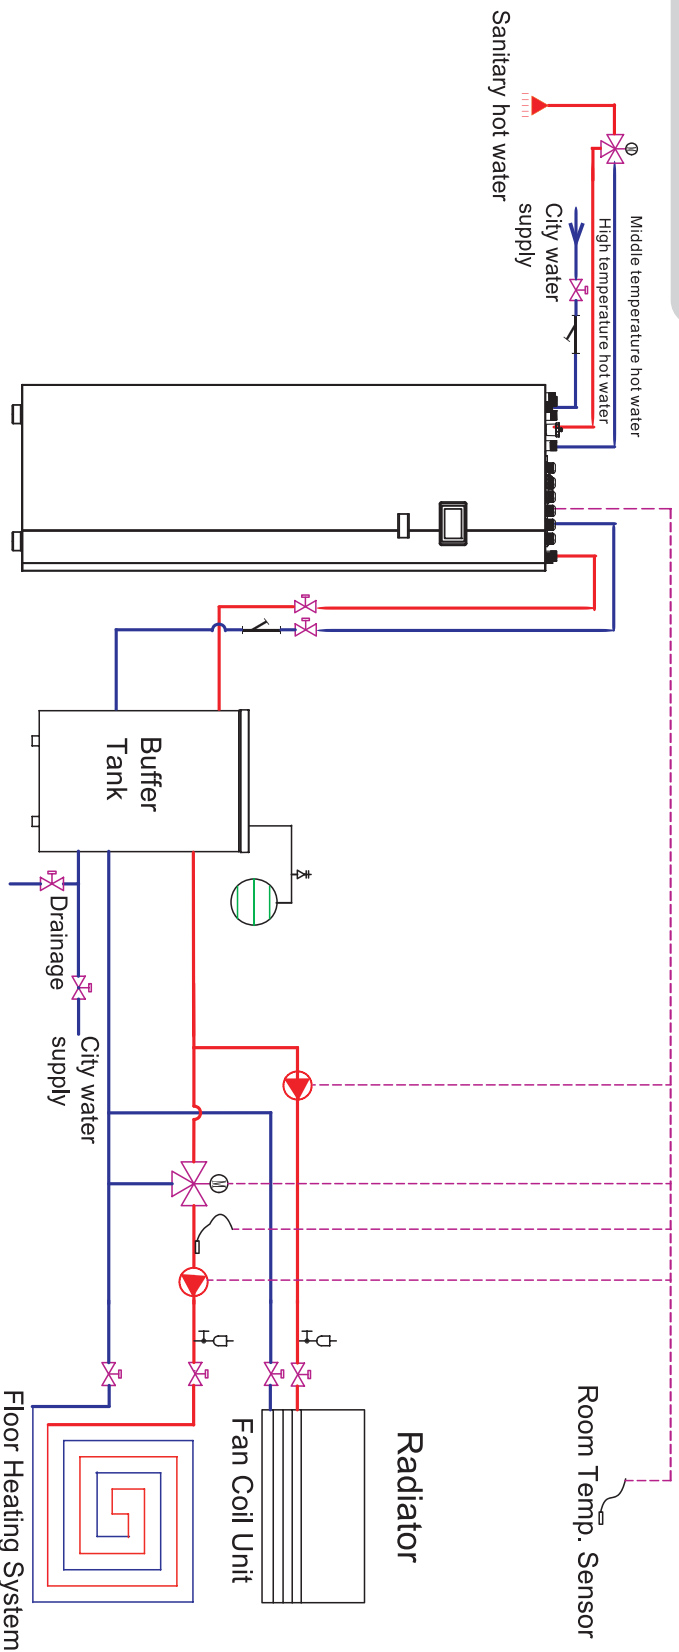 Sanitary hot water
City water
supply
High temperature hot water
Middle temperature hot water
Buffer
Tank
Drainage
City water
supply
Room Temp. Sensor
Radiator
Fan Coil Unit
Floor Heating System